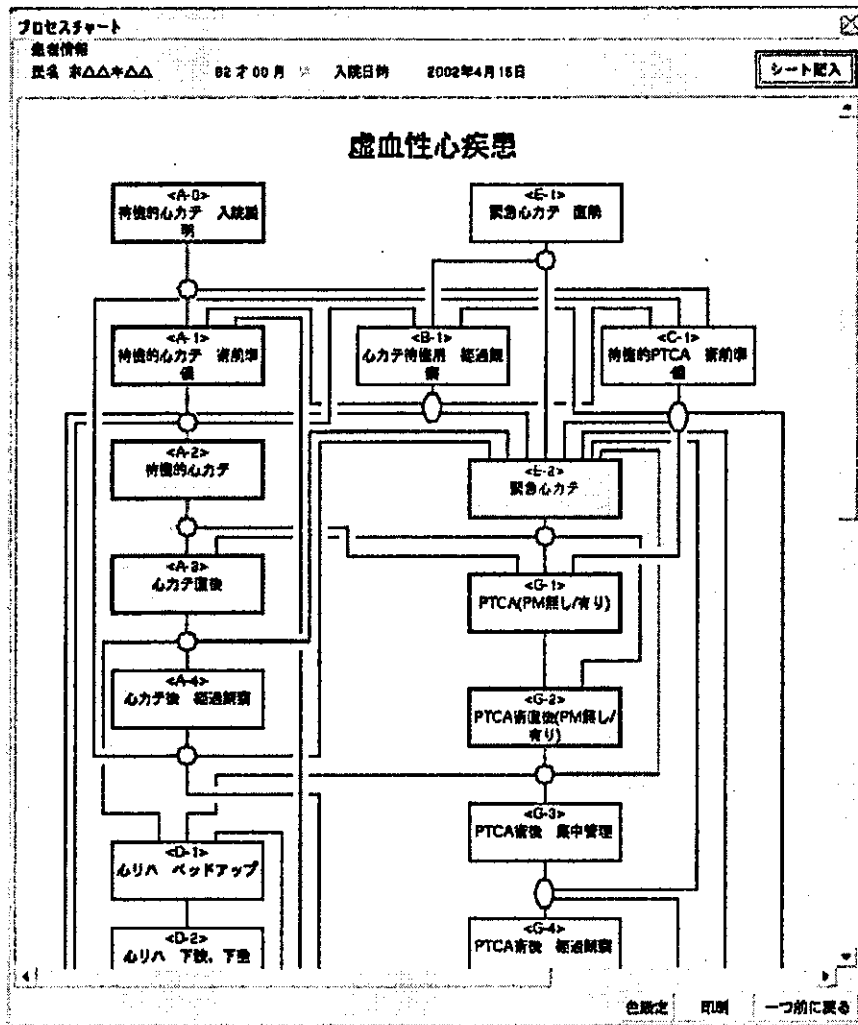 プロセスチャート
患者情報
氏名 お△△キ△△ 62才00月 入院日時 2002年4月15日 シート記入
虚血性心疾患
<A-0>
待機的心カテ 入院説
明
<E-1>
緊急心カテ 直前
<A-1>
待機的心カテ 術前準
備
<B-1>
心カテ待機用 経過観
察
<C-1>
待機的PTCA 術前準
備
<A-2>
待機的心カテ
<E-2>
緊急心カテ
<A-3>
心カテ直後
<G-1>
PTCA(PM無し/有り)
<A-4>
心カテ後 経過観察
<G-2>
PTCA術直後(PM無し/
有り)
<G-3>
PTCA術後 集中管理
<D-1>
心リハ ベッドアップ
<G-4>
PTCA術後 経過観察
<D-2>
心リハ 下肢，下垂
色設定 印刷 一つ前に戻る